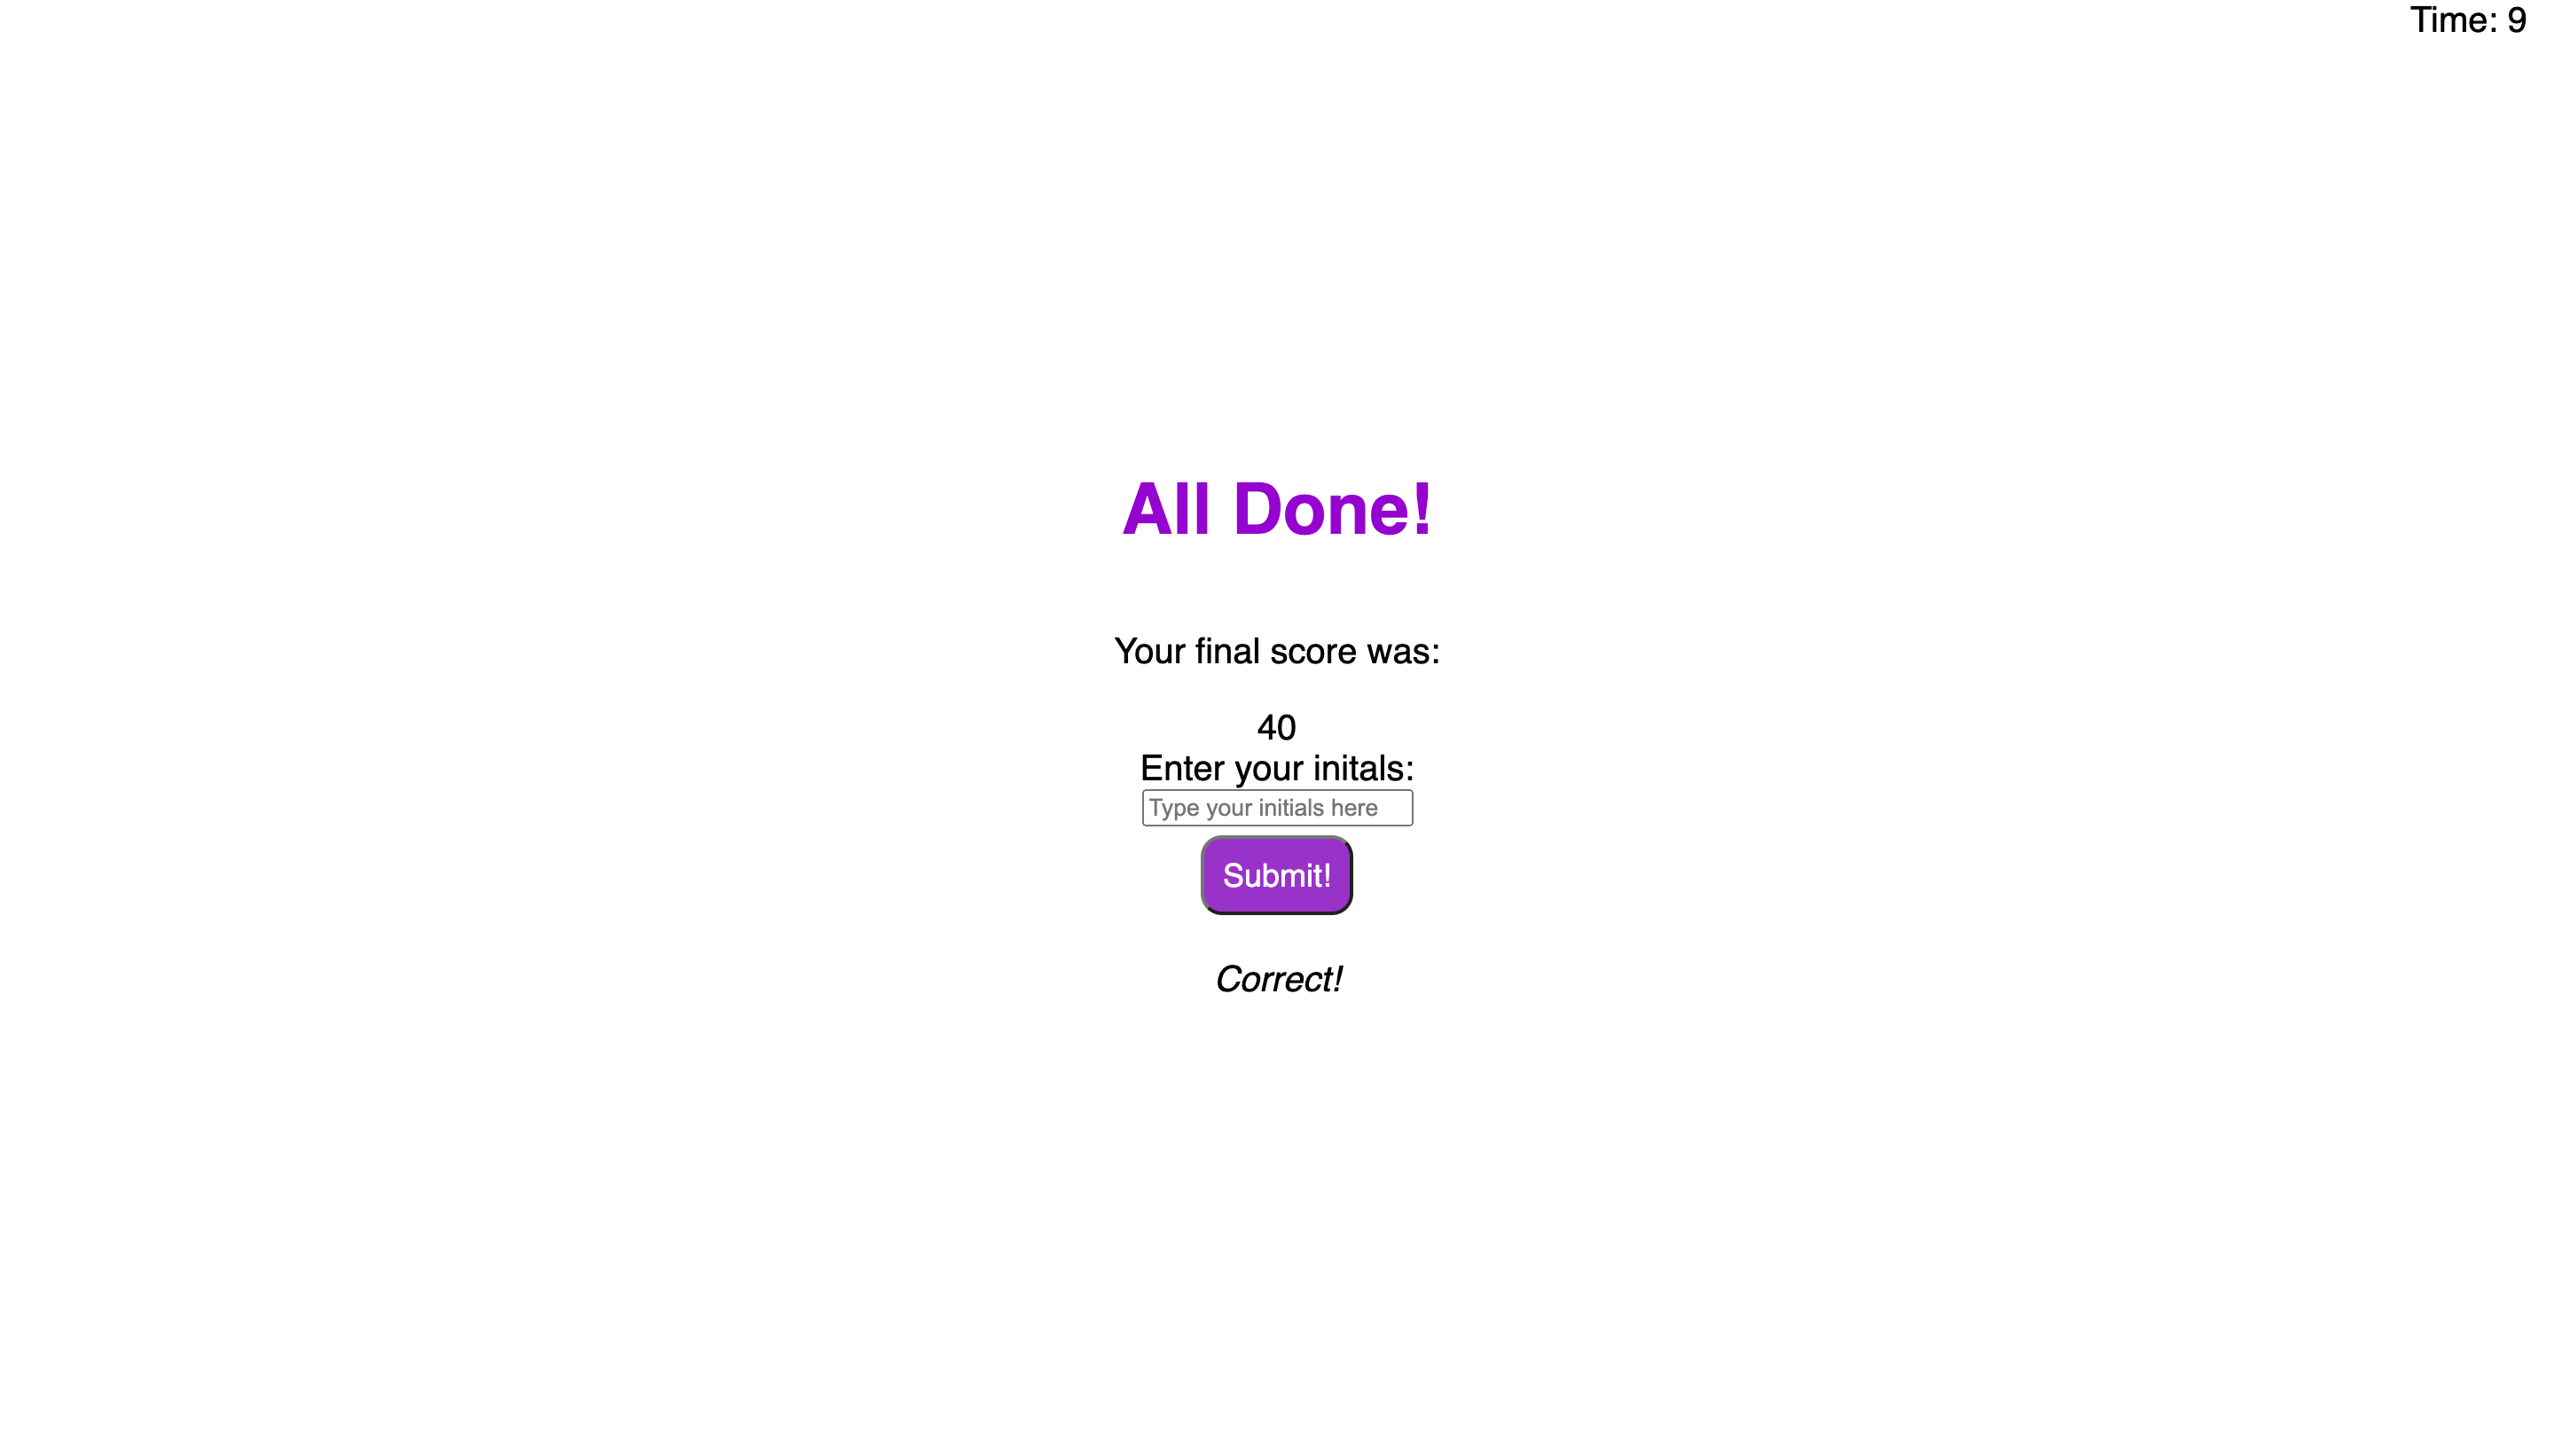 Time: 9
All Done!
Your final score was:
40
Enter your initals:
Type your initials here
Submit!
Correct!